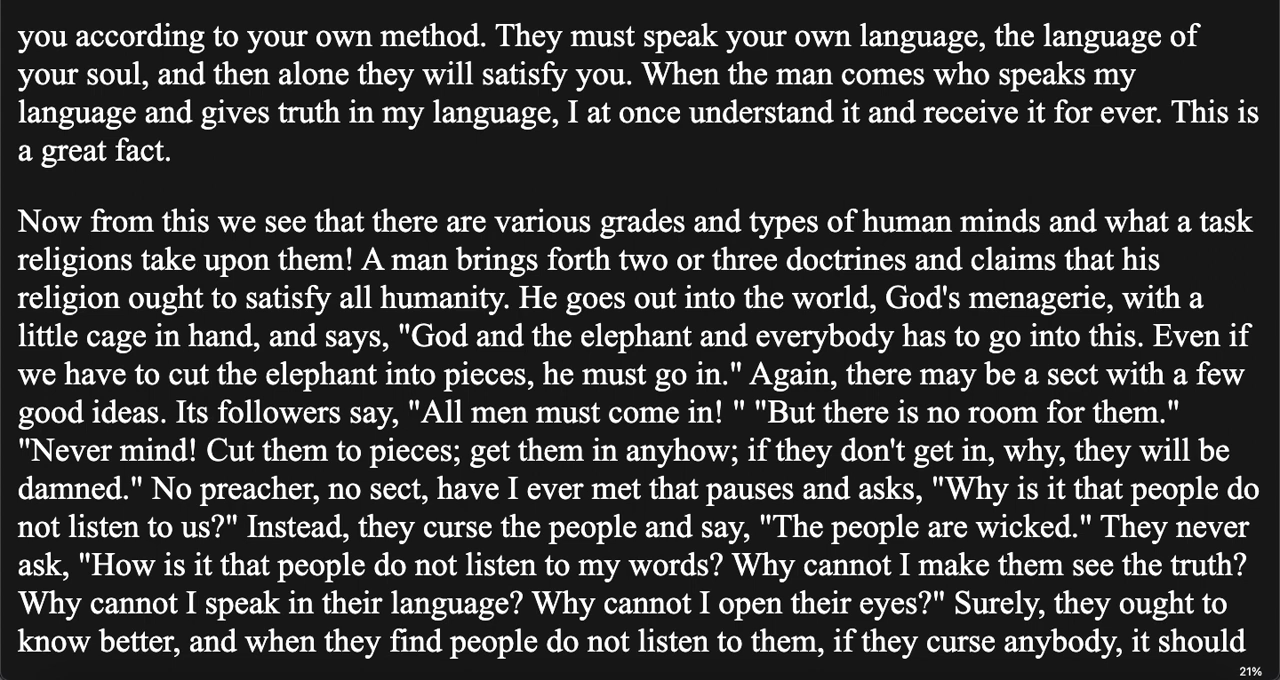 you according to your own method. They must speak your own language, the language of
your soul, and then alone they will satisfy you. When the man comes who speaks my
language and gives truth in my language, I at once understand it and receive it for ever. This is
a great fact.
Now from this we see that there are various grades and types of human minds and what a task
religions take upon them! A man brings forth two or three doctrines and claims that his
religion ought to satisfy all humanity. He goes out into the world, God's menagerie, with a
little cage in hand, and says, "God and the elephant and everybody has to go into this. Even if
we have to cut the elephant into pieces, he must go in." Again, there may be a sect with a few
good ideas. Its followers say, "All men must come in! " "But there is no room for them."
"Never mind! Cut them to pieces; get them in anyhow; if they don't get in, why, they will be
damned." No preacher, no sect, have I ever met that pauses and asks, "Why is it that people do
not listen to us?" Instead, they curse the people and say, "The people are wicked." They never
ask, "How is it that people do not listen to my words? Why cannot I make them see the truth?
Why cannot I speak in their language? Why cannot I open their eyes?" Surely, they ought to
know better, and when they find people do not listen to them, if they curse anybody, it should
21%